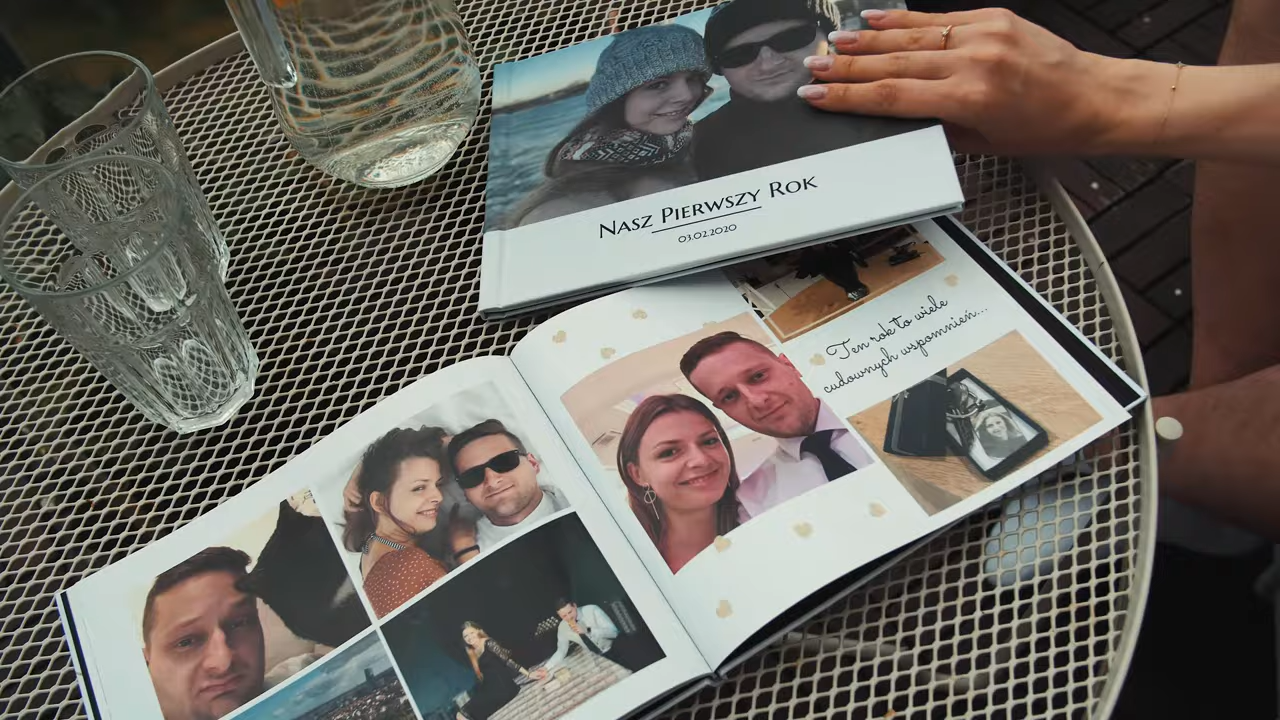 Nasz Pierwszy Rok
03.02.2020
Ten rok to wiele
cudownych wspomnień...